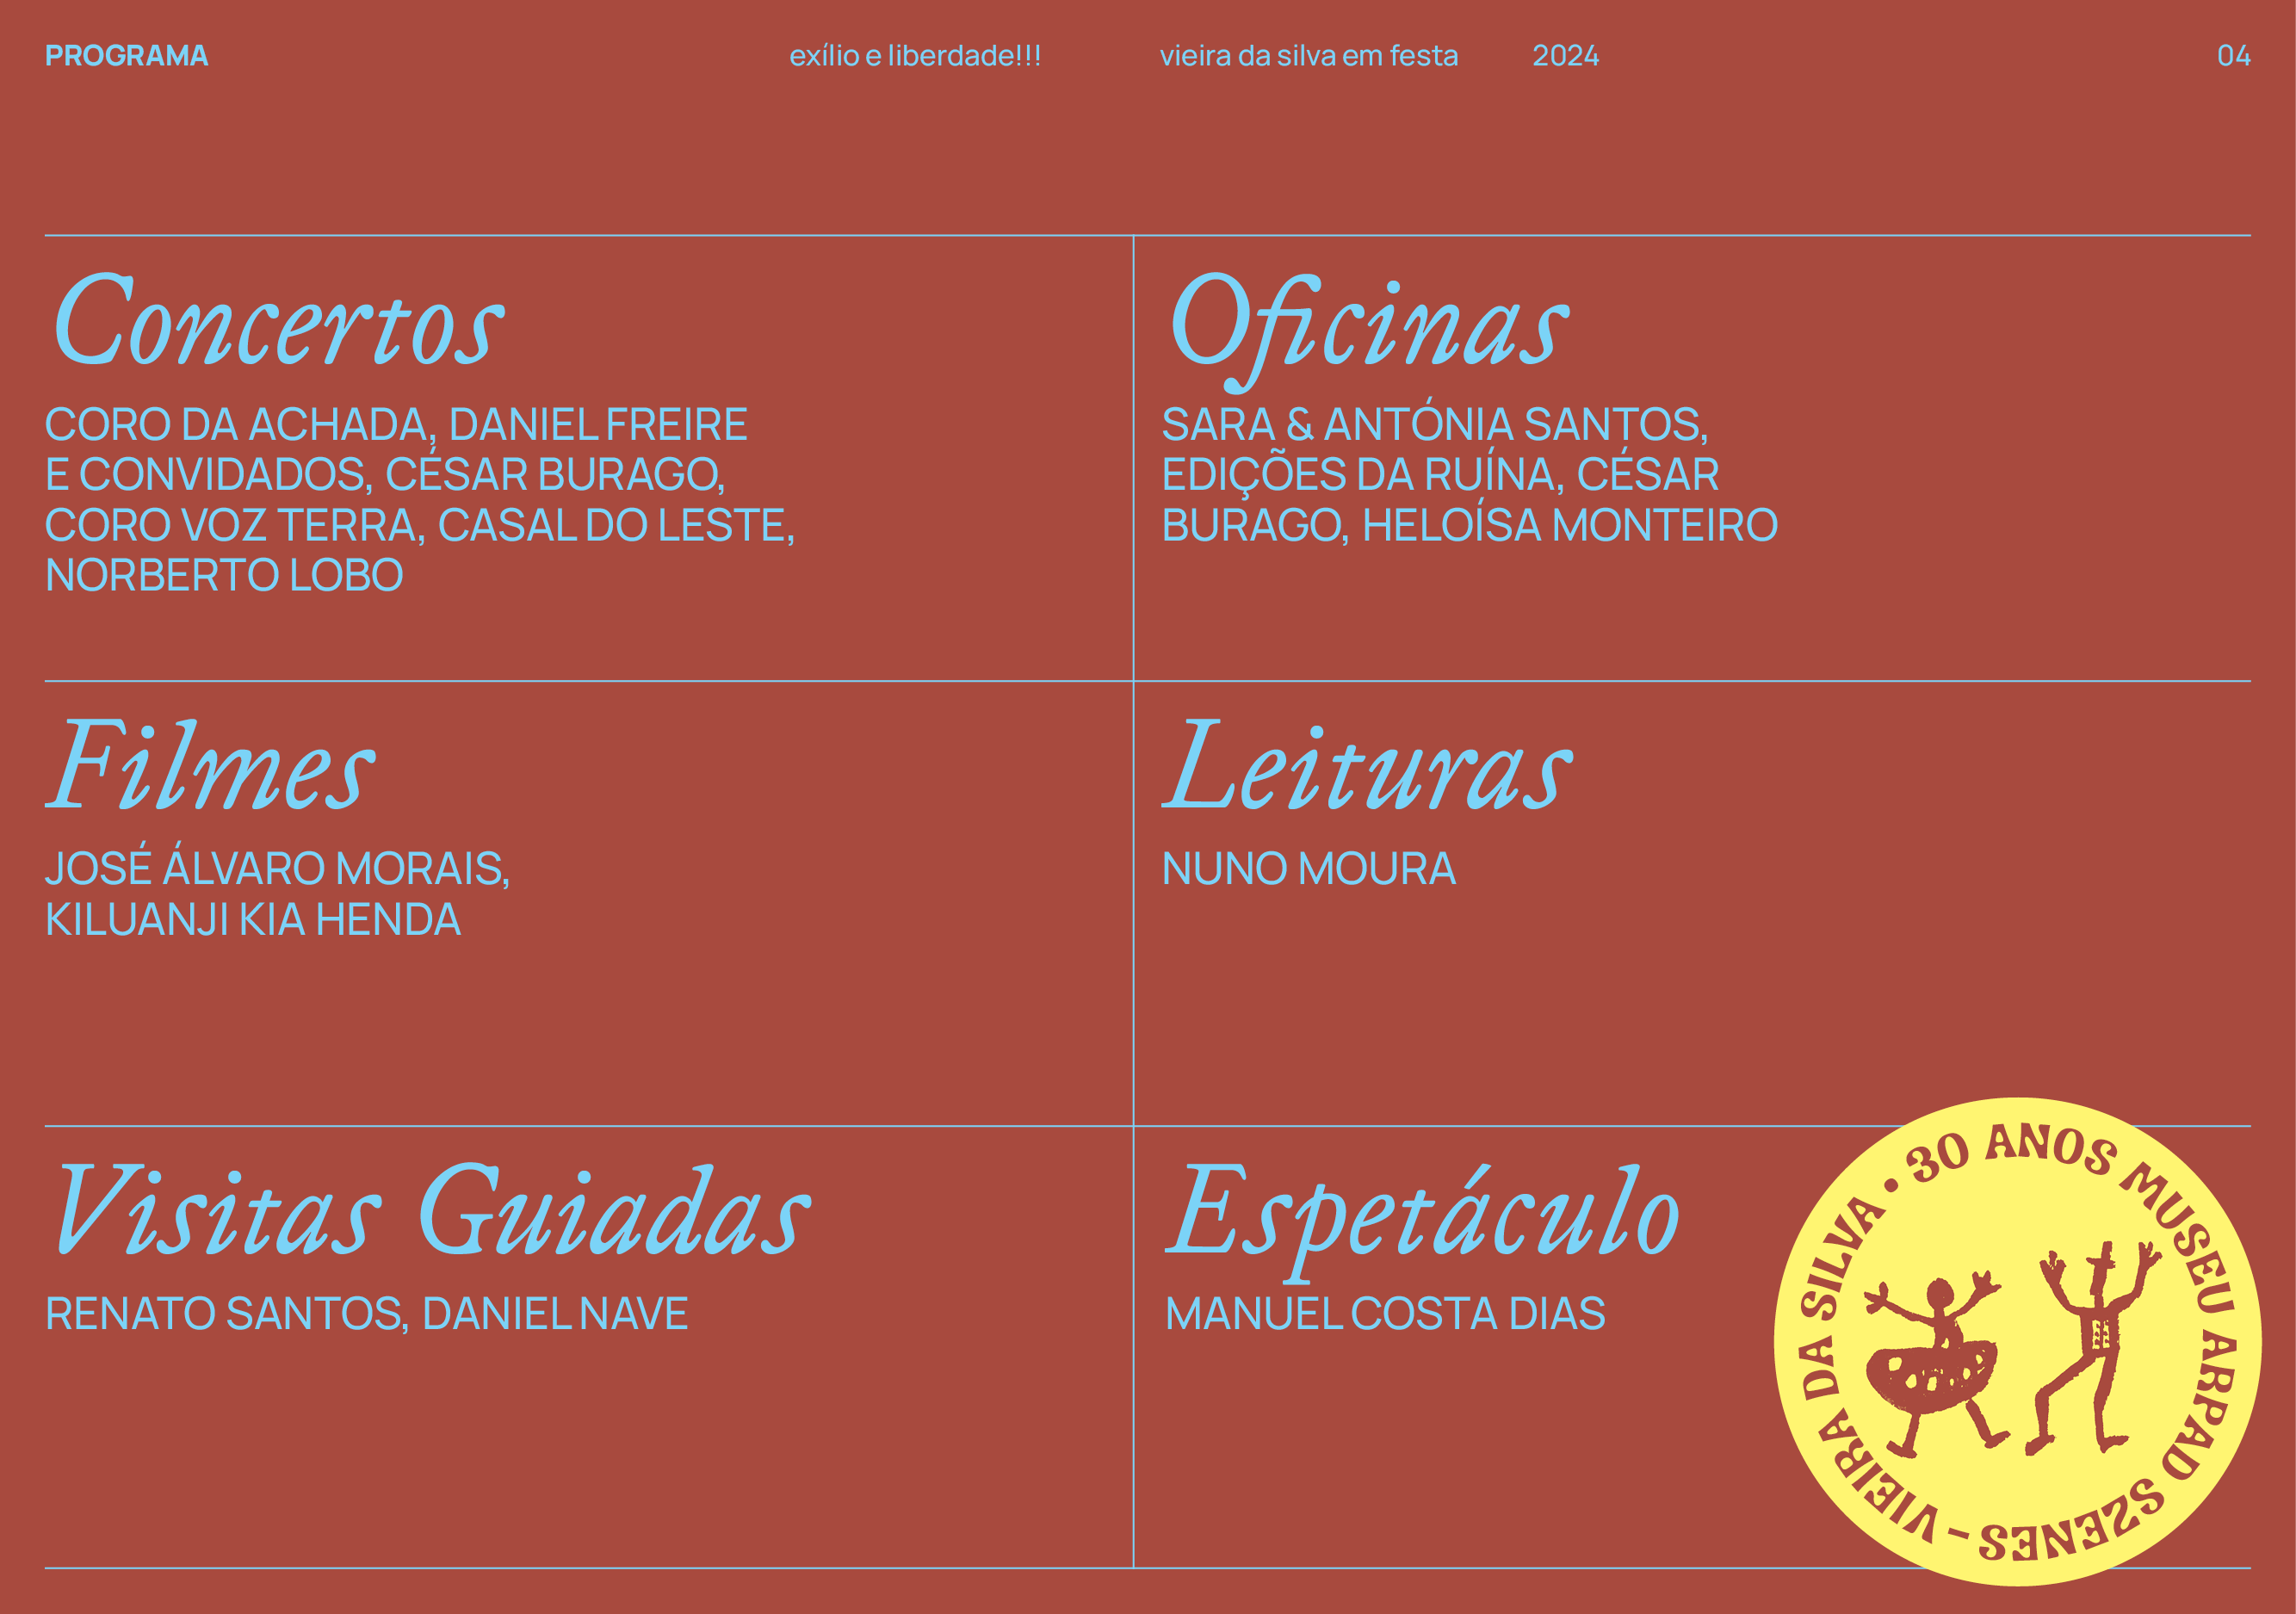 PROGRAMA
exílio e liberdade!!!
vieira da silva em festa
2024
04
Concertos
CORO DA ACHADA, DANIEL FREIRE
E CONVIDADOS, CÉSAR BURAGO,
CORO VOZ TERRA, CASAL DO LESTE,
NORBERTO LOBO
Oficinas
SARA & ANTÓNIA SANTOS,
EDIÇÕES DA RUÍNA, CÉSAR
BURAGO, HELOÍSA MONTEIRO
Filmes
JOSÉ ÁLVARO MORAIS,
KILUANJI KIA HENDA
Leituras
NUNO MOURA
Visitas Guiadas
RENATO SANTOS, DANIEL NAVE
Espetáculo
MANUEL COSTA DIAS
30 ANOS MUSEU ARPAD SZENES – VIEIRA DA SILVA •